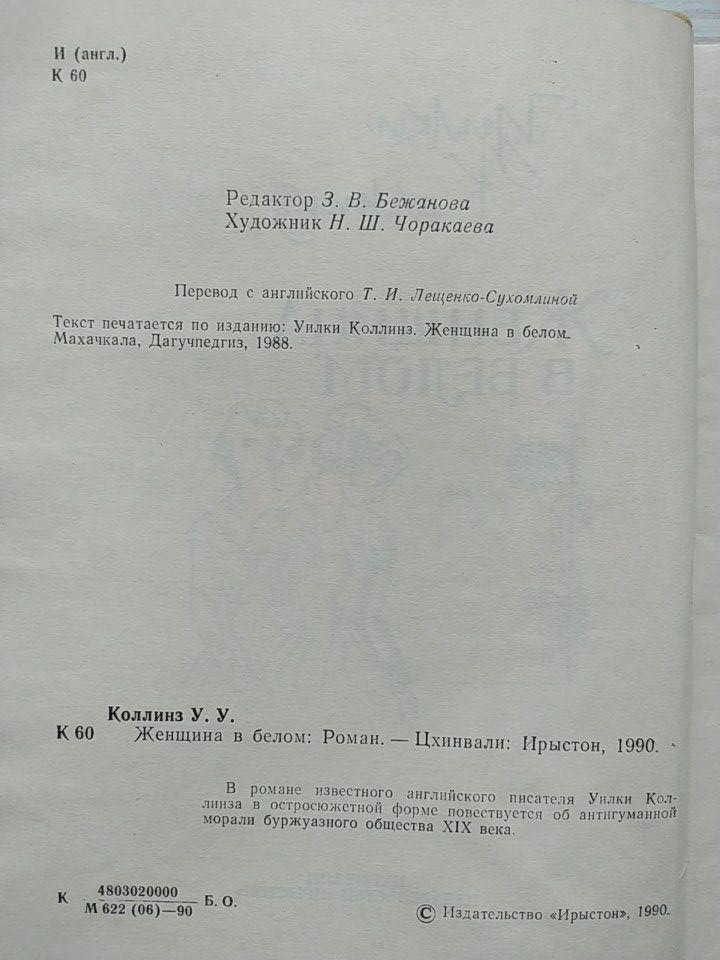 И (англ.)
К 60
Редактор З. В. Бежанова
Художник Н. Ш. Чоракаева
Перевод с английского Т. И. Лещенко-Сухомлиной
Текст печатается по изданию: Уилки Коллинз. Женщина в белом.
Махачкала, Дагучпедгиз, 1988.
Коллинз У. У.
К 60 Женщина в белом: Роман. — Цхинвали: Ирыстон, 1990.
В романе известного английского писателя Уилки Кол-
линза в остросюжетной форме повествуется об антигуманной
морали буржуазного общества XIX века.
К 4803020000 Б. О.
М 622 (06)—90
© Издательство «Ирыстон», 1990.